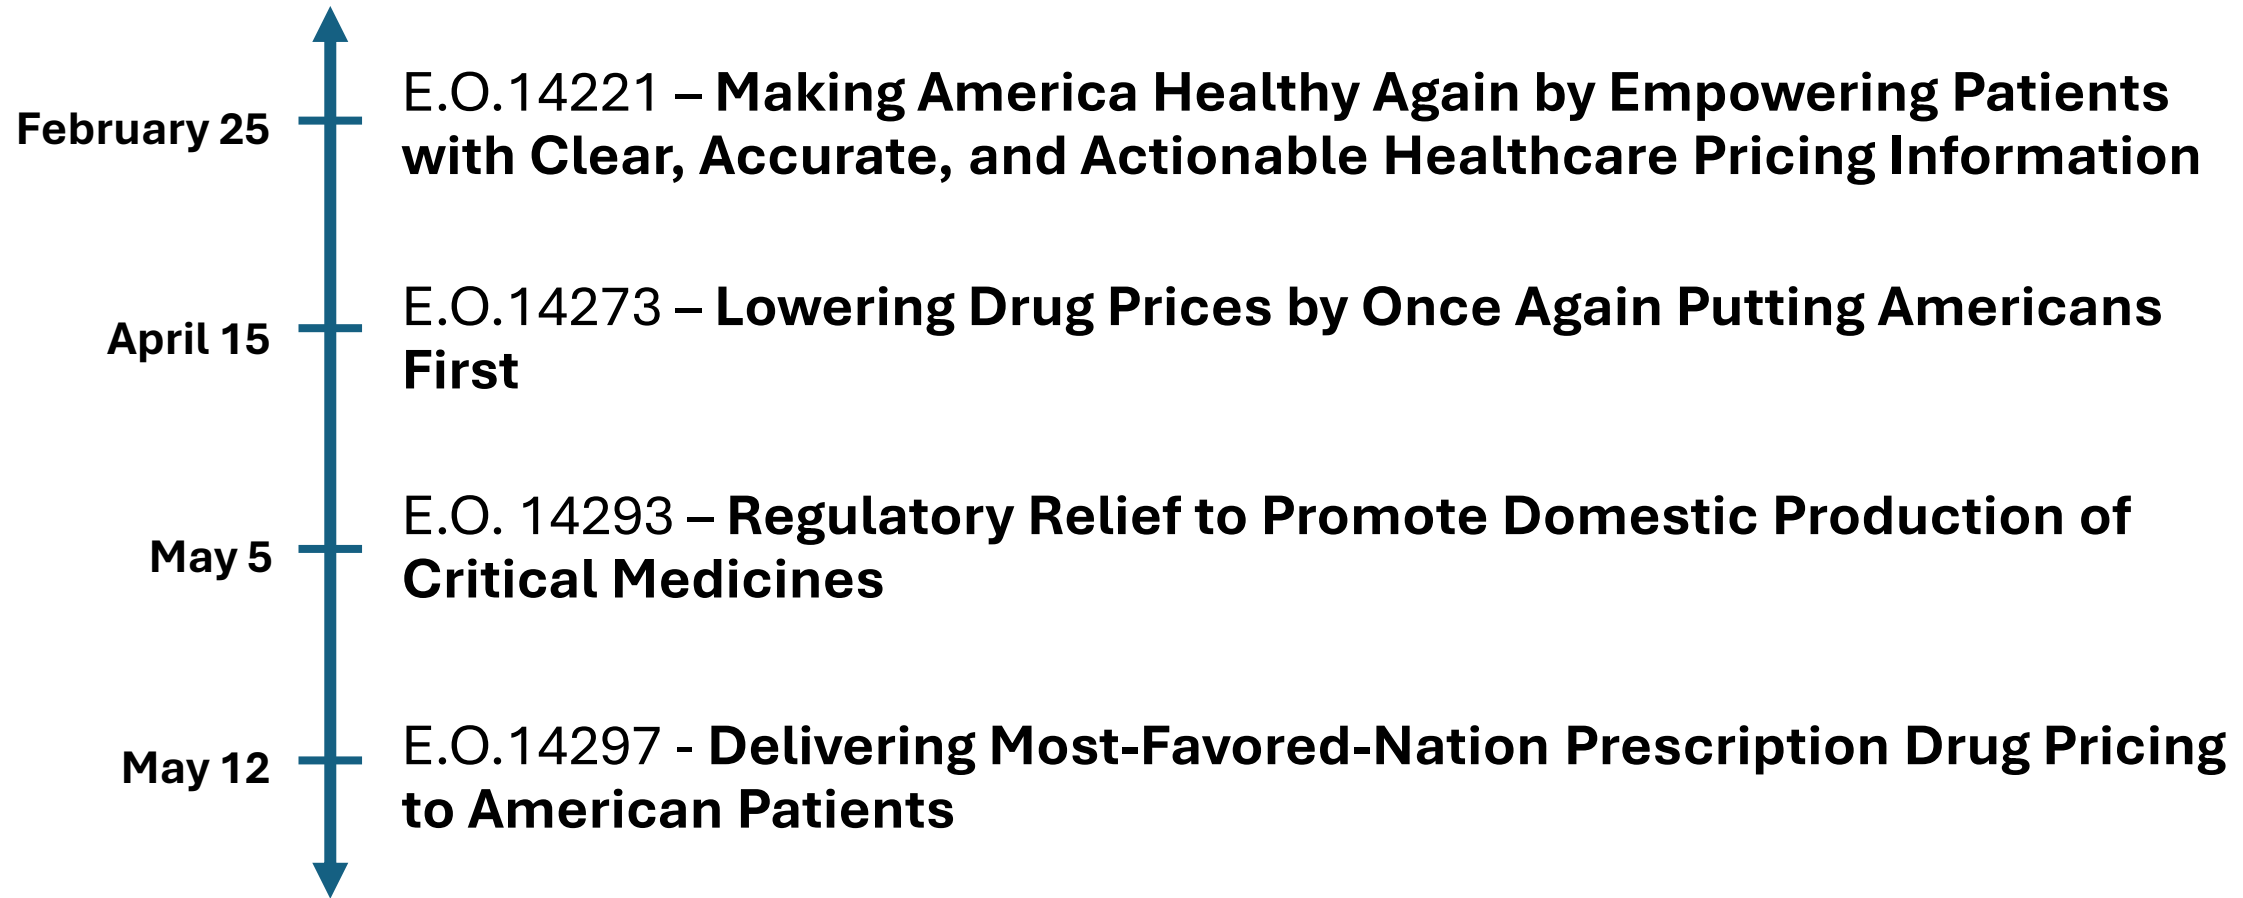 February 25
E.O.14221 – Making America Healthy Again by Empowering Patients
with Clear, Accurate, and Actionable Healthcare Pricing Information
April 15
E.O.14273 – Lowering Drug Prices by Once Again Putting Americans
First
May 5
E.O. 14293 – Regulatory Relief to Promote Domestic Production of
Critical Medicines
May 12
E.O.14297 - Delivering Most-Favored-Nation Prescription Drug Pricing
to American Patients